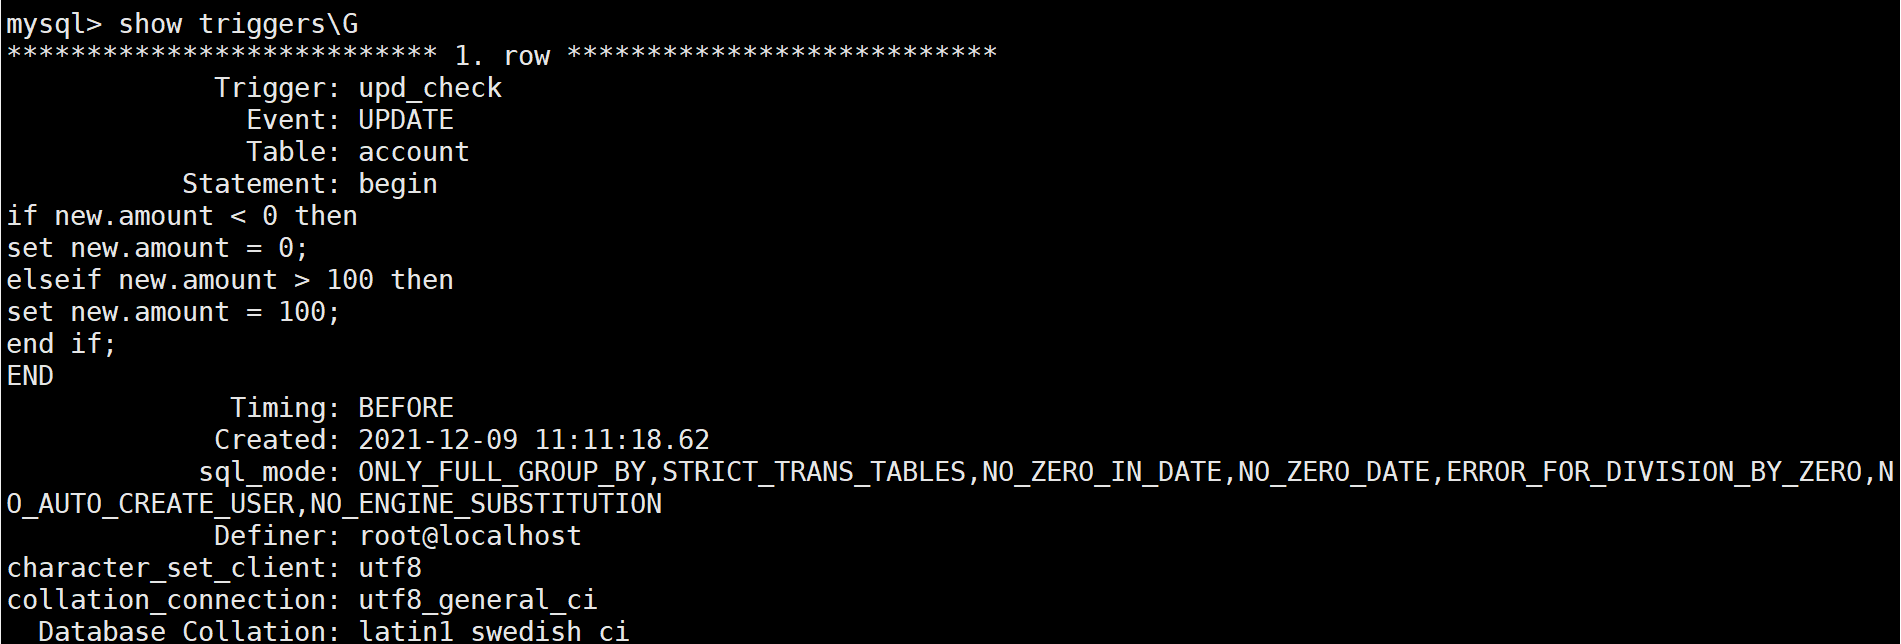 mysql> show triggers\G
*************************** 1. row ***************************
Trigger: upd_check
Event: UPDATE
Table: account
Statement: begin
if new.amount < 0 then
set new.amount = 0;
elseif new.amount > 100 then
set new.amount = 100;
end if;
END
Timing: BEFORE
Created: 2021-12-09 11:11:18.62
sql_mode: ONLY_FULL_GROUP_BY,STRICT_TRANS_TABLES,NO_ZERO_IN_DATE,NO_ZERO_DATE,ERROR_FOR_DIVISION_BY_ZERO,N
O_AUTO_CREATE_USER,NO_ENGINE_SUBSTITUTION
Definer: root@localhost
character_set_client: utf8
collation_connection: utf8_general_ci
Database Collation: latin1_swedish_ci